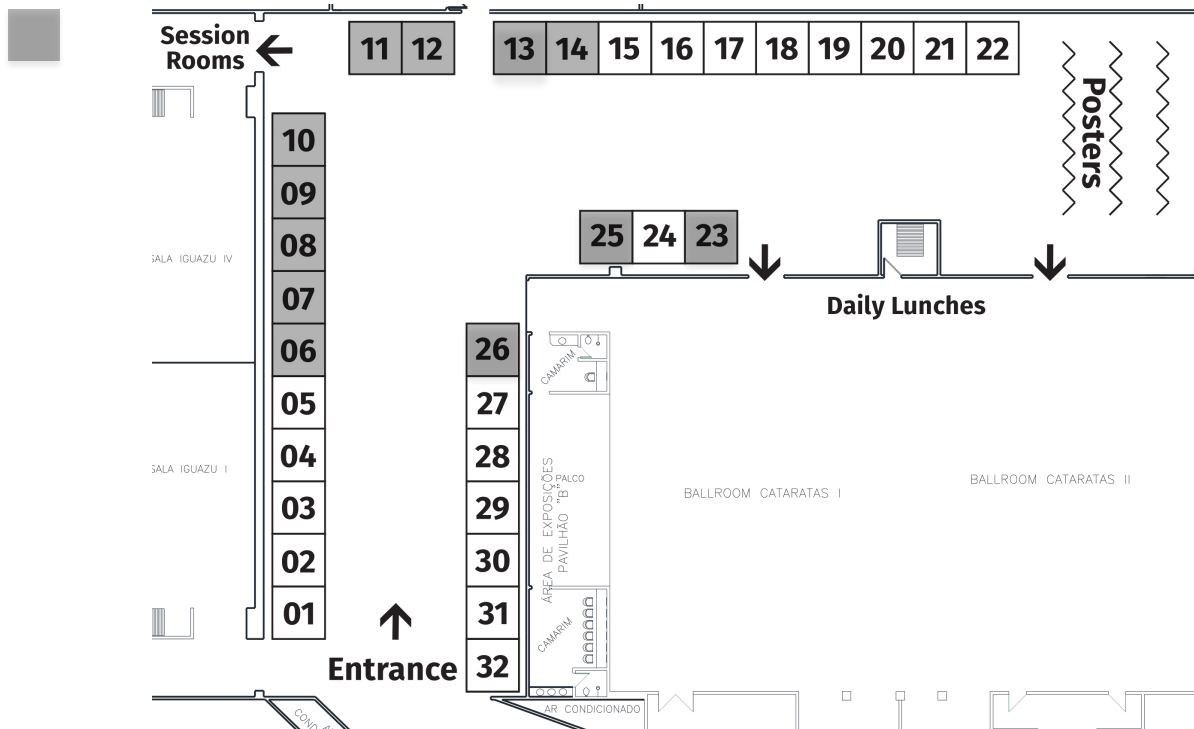 Session
Rooms
11 12 13 14 15 16 17 18 19 20 21 22
Posters
10
09
08
07
06
05
04
03
02
01
25 24 23
Daily Lunches
26
27
28
29
30
31
32
Entrance
SALA IGUAZU IV
SALA IGUAZU I
CAMARIM
PALCO
ÁREA DE EXPOSIÇÕES
PAVILHÃO "B"
CAMARIM
BALLROOM CATARATAS I
BALLROOM CATARATAS II
AR CONDICIONADO